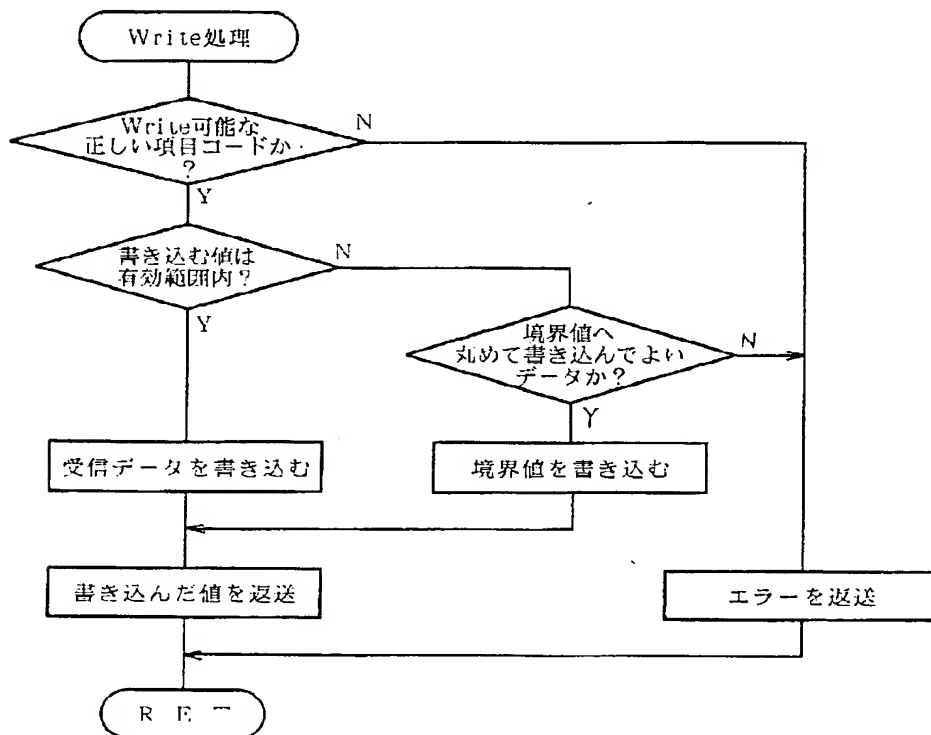 Write処理
Write可能な
正しい項目コードか
?
N
Y
書き込む値は
有効範囲内?
N
Y
境界値へ
丸めて書き込んでよい
データか?
N
Y
受信データを書き込む
境界値を書き込む
書き込んだ値を返送
エラーを返送
R E